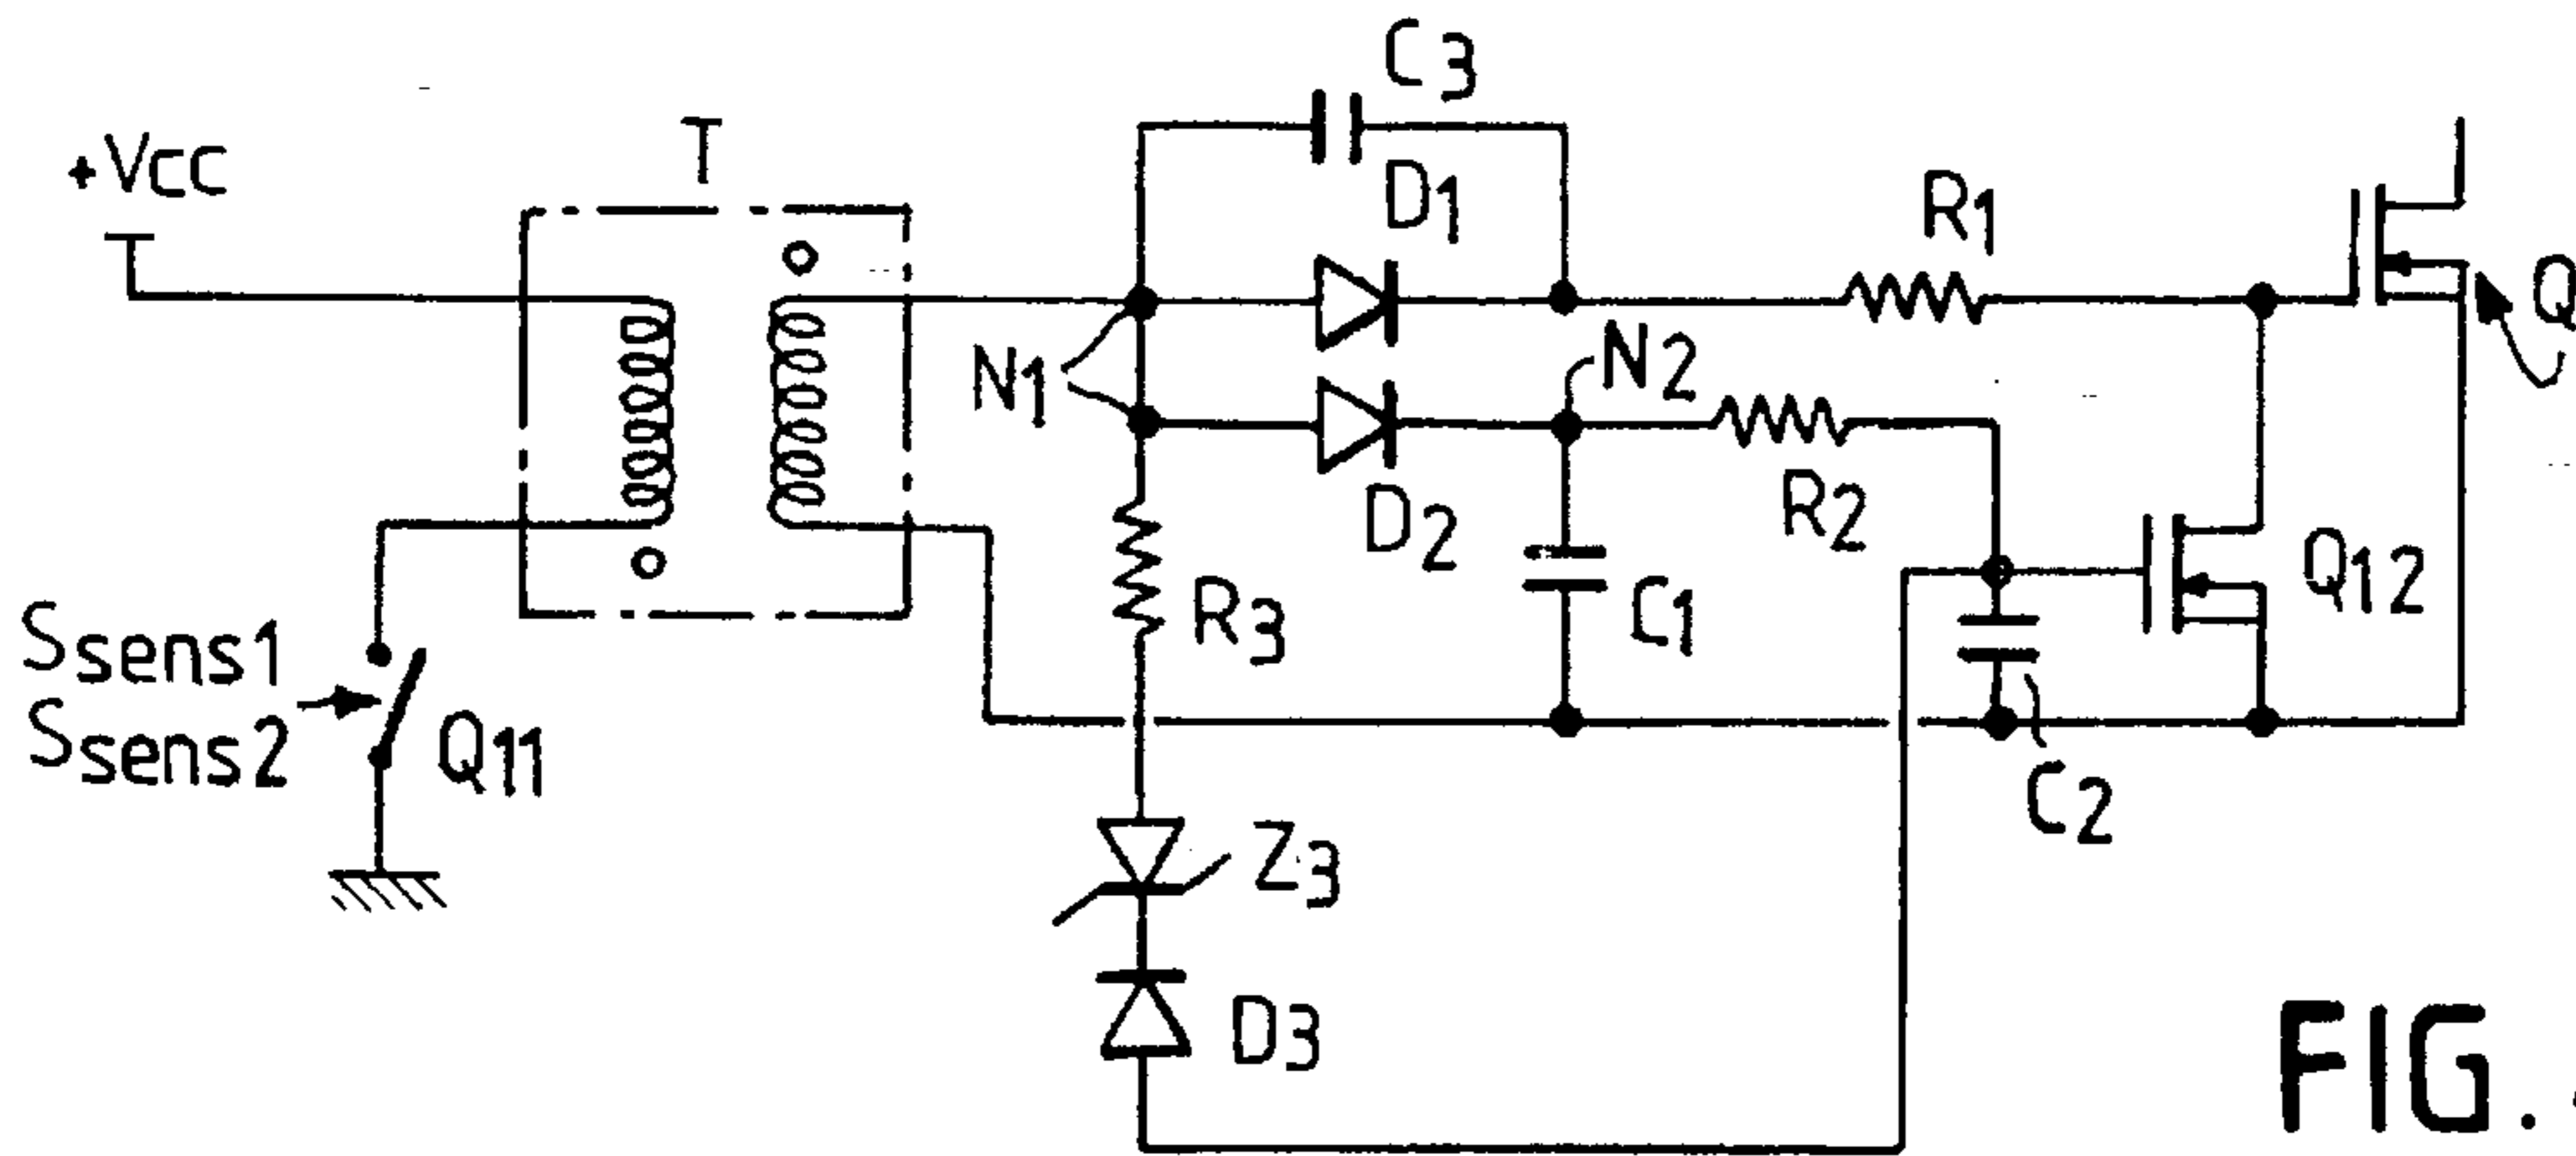 C3
+Vcc
T
D1
R1
Q
N1
N2
D2
R2
R3
C1
Q12
Ssens1
Ssens2
Q11
C2
Z3
D3
FIG.